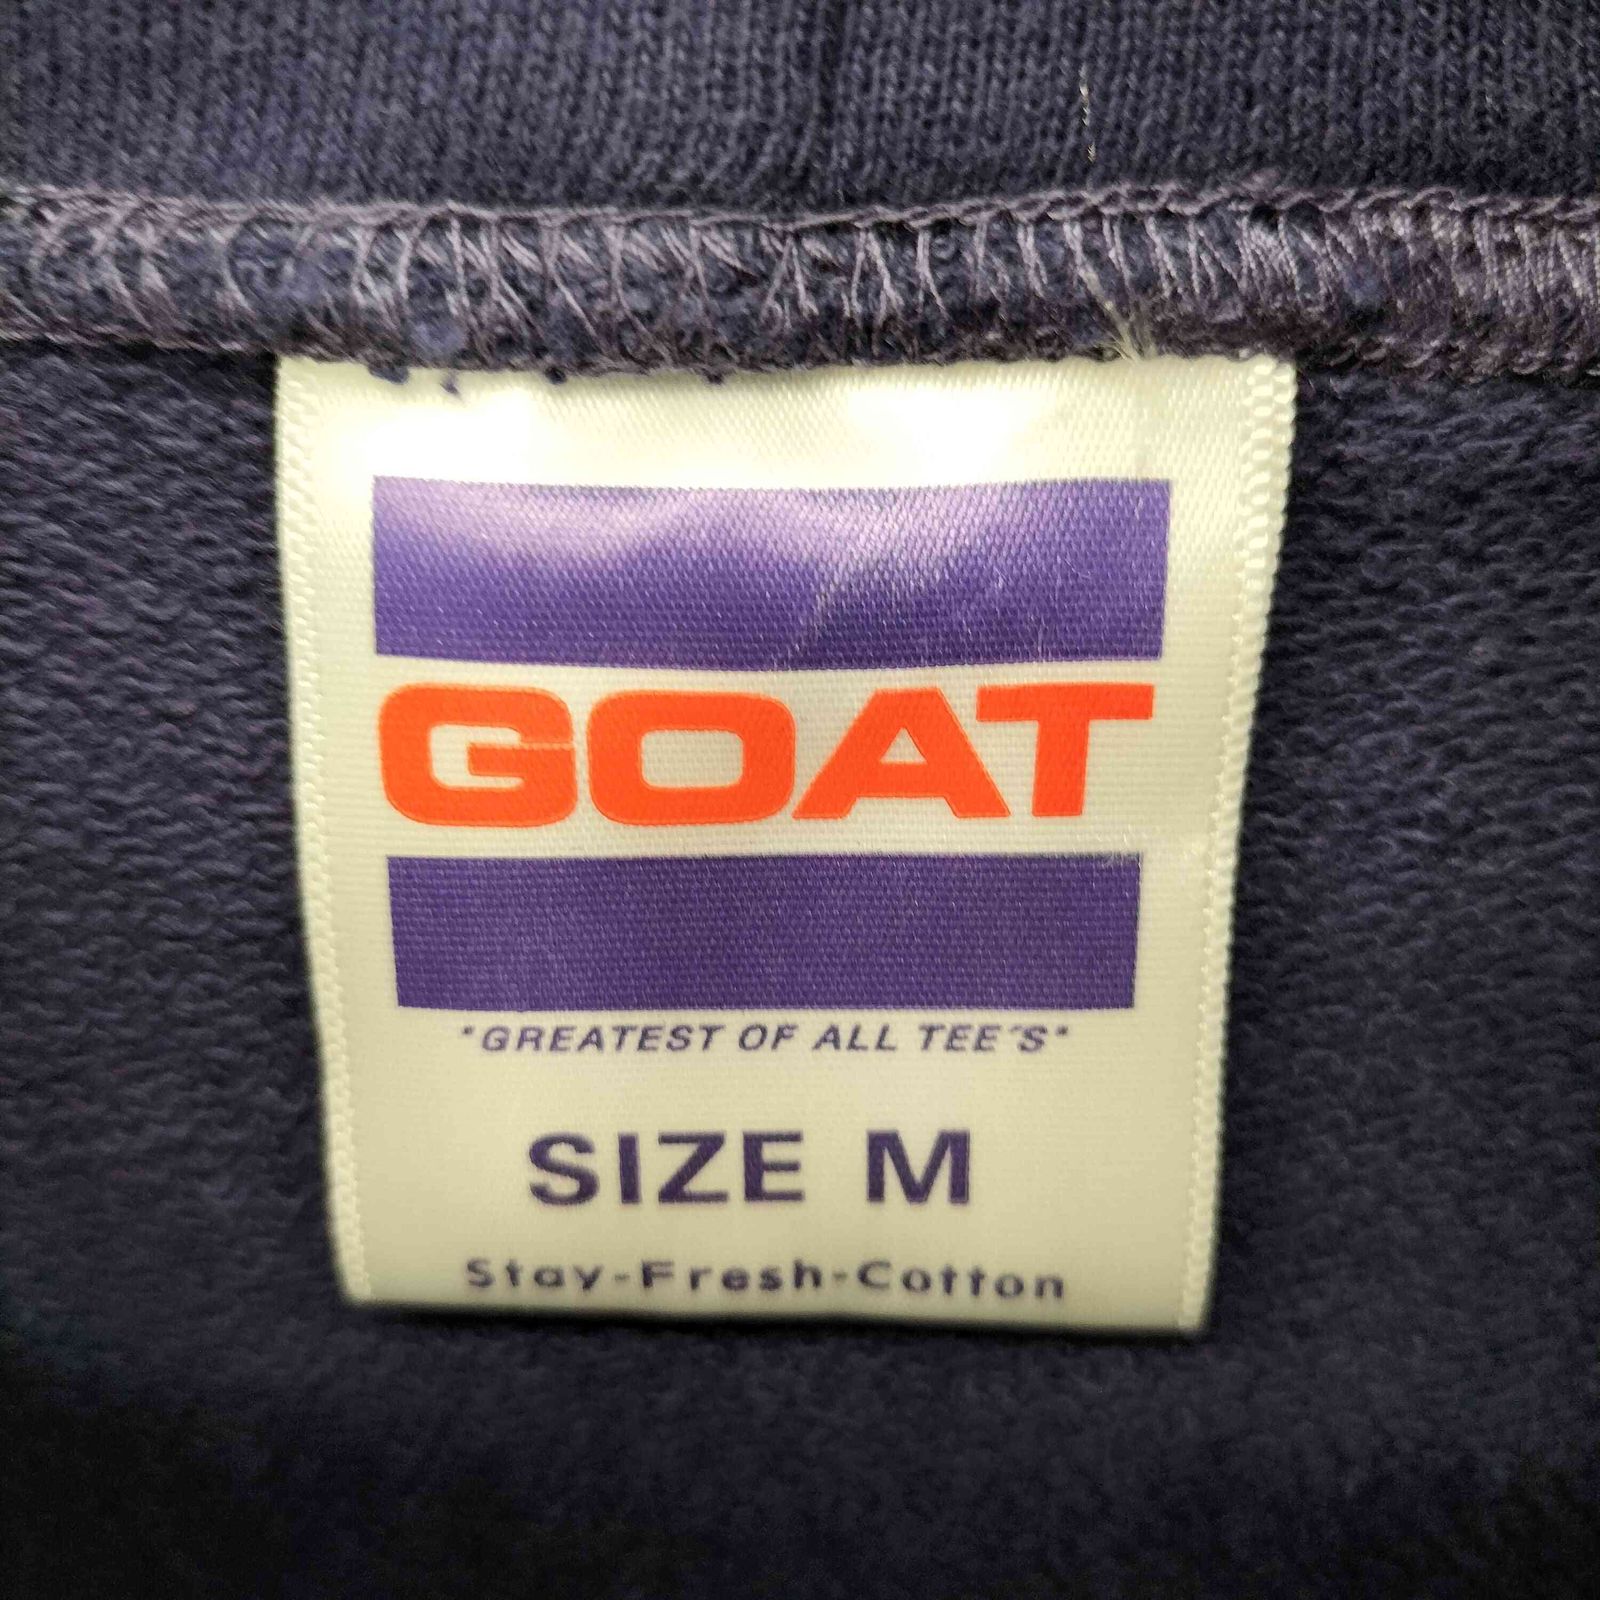 GOAT
"GREATEST OF ALL TEE'S"
SIZE M
Stay-Fresh-Cotton